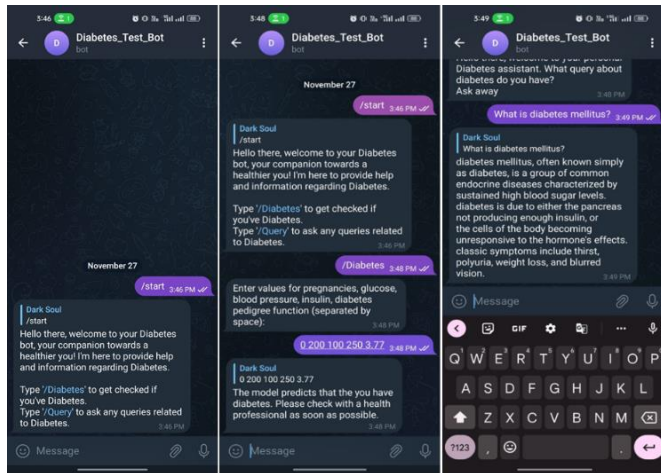 3:46
Diabetes_Test_Bot
bot
November 27
/start 3:46 PM
Dark Soul
/start
Hello there, welcome to your Diabetes
bot, your companion towards a
healthier you! I'm here to provide help
and information regarding Diabetes.
Type '/Diabetes' to get checked if
you've Diabetes.
Type '/Query' to ask any queries related
to Diabetes.
3:46 PM
Message
3:48
Diabetes_Test_Bot
bot
November 27
/start 3:46 PM
Dark Soul
/start
Hello there, welcome to your Diabetes
bot, your companion towards a
healthier you! I'm here to provide help
and information regarding Diabetes.
Type '/Diabetes' to get checked if
you've Diabetes.
Type '/Query' to ask any queries related
to Diabetes.
3:46 PM
/Diabetes 3:48 PM
Enter values for pregnancies, glucose,
blood pressure, insulin, diabetes
pedigree function (separated by
space):
3:48 PM
0 200 100 250 3.77 3:48 PM
Dark Soul
0 200 100 250 3.77
The model predicts that the you have
diabetes. Please check with a health
professional as soon as possible.
3:48 PM
Message
3:49
Diabetes_Test_Bot
bot
Diabetes assistant. What query about
diabetes do you have?
Ask away
3:48 PM
What is diabetes mellitus? 3:49 PM
Dark Soul
What is diabetes mellitus?
diabetes mellitus, often known simply
as diabetes, is a group of common
endocrine diseases characterized by
sustained high blood sugar levels.
diabetes is due to either the pancreas
not producing enough insulin, or
the cells of the body becoming
unresponsive to the hormone's effects.
classic symptoms include thirst,
polyuria, weight loss, and blurred
vision.
3:49 PM
Message
GIF
Q W E R T Y U I O P
A S D F G H J K L
Z X C V B N M
?123 , .